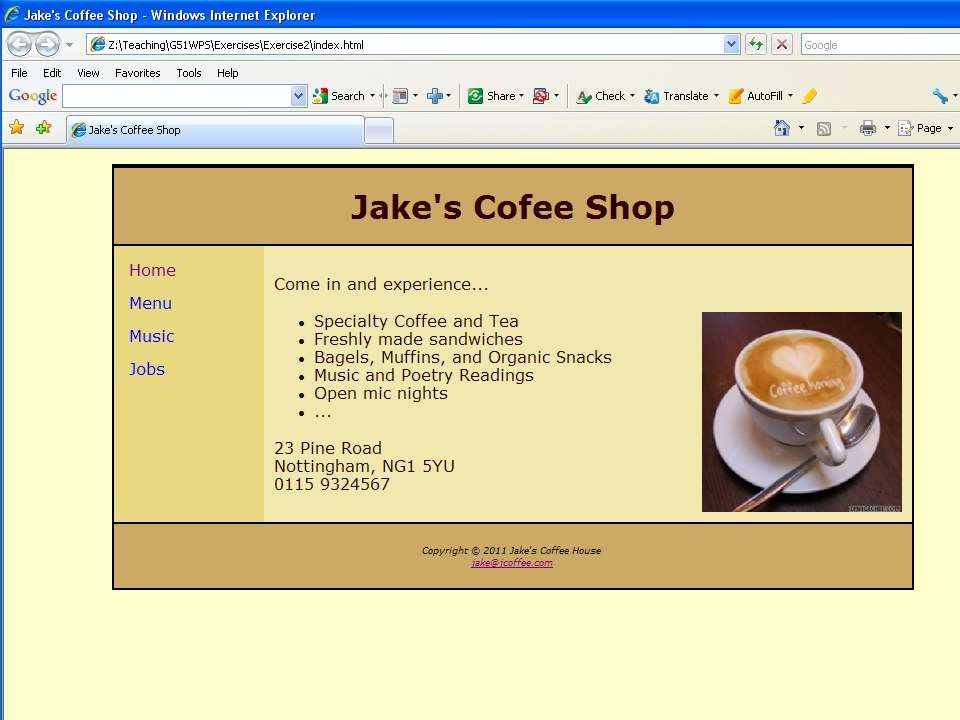 Jake's Coffee Shop - Windows Internet Explorer
Z:\Teaching\G51WPS\Exercises\Exercise2\index.html
Google
File Edit View Favorites Tools Help
Google Search Share Check Translate AutoFill
Jake's Coffee Shop
Page
Jake's Cofee Shop
Home
Menu
Music
Jobs
Come in and experience...
• Specialty Coffee and Tea
• Freshly made sandwiches
• Bagels, Muffins, and Organic Snacks
• Music and Poetry Readings
• Open mic nights
• ...
23 Pine Road
Nottingham, NG1 5YU
0115 9324567
Coffee morning
Copyright © 2011 Jake's Coffee House
jake@jcoffee.com